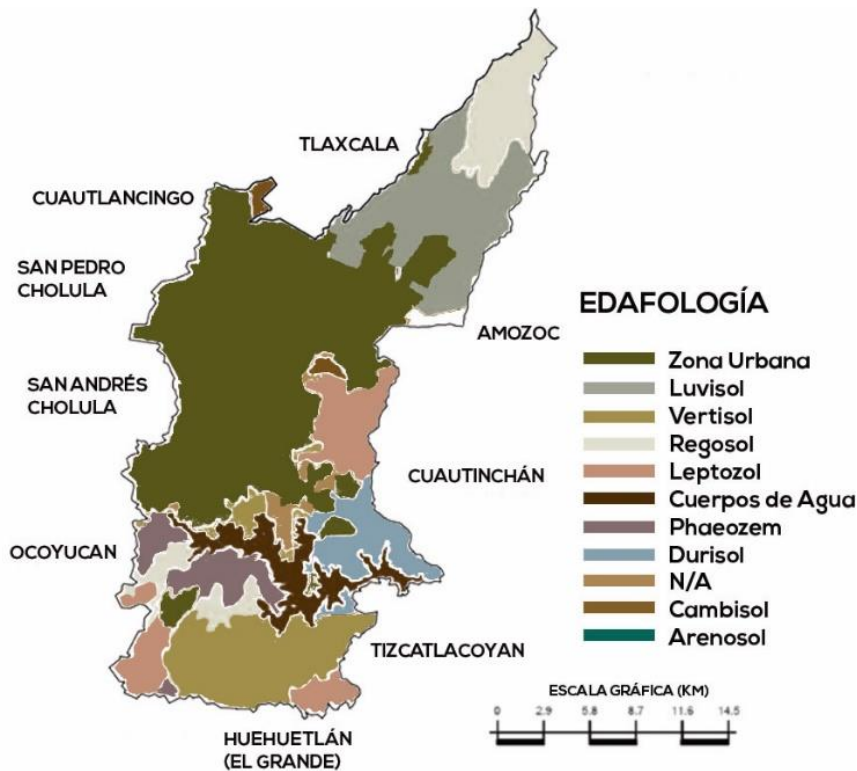 TLAXCALA
CUAUTLANCINGO
SAN PEDRO
CHOLULA
AMOZOC
SAN ANDRÉS
CHOLULA
CUAUTINCHÁN
OCOYUCAN
TIZCATLACOYAN
HUEHUETLÁN
(EL GRANDE)
EDAFOLOGÍA
Zona Urbana
Luvisol
Vertisol
Regosol
Leptozol
Cuerpos de Agua
Phaeozem
Durisol
N/A
Cambisol
Arenosol
ESCALA GRÁFICA (KM)
0 2.9 5.8 8.7 11.6 14.5